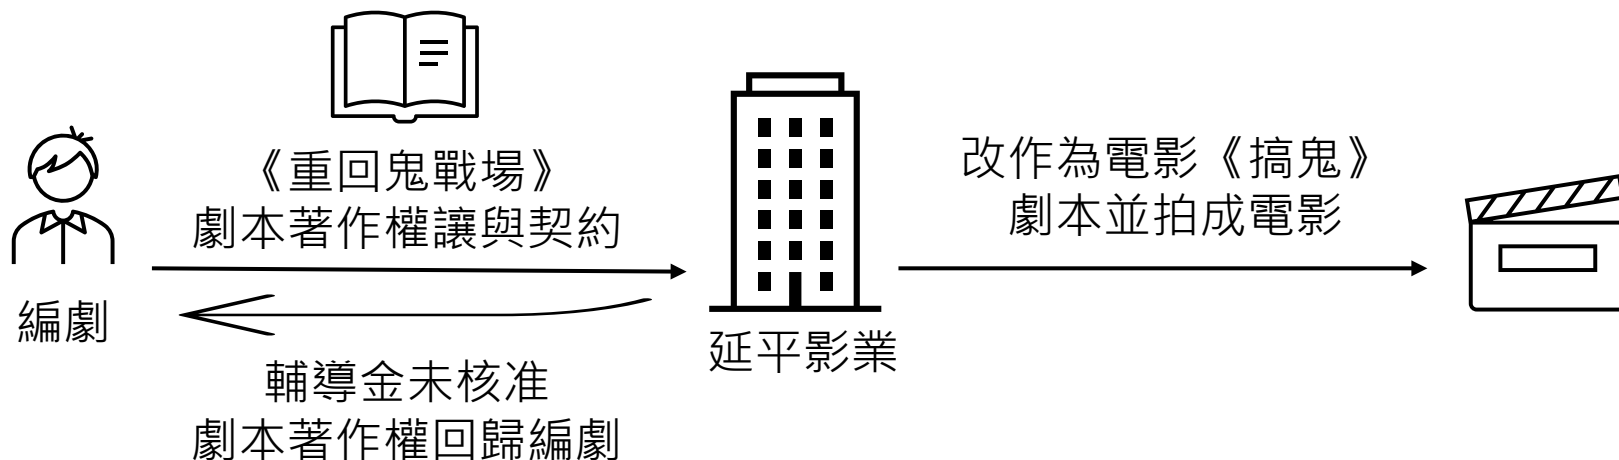 《重回鬼戰場》
劇本著作權讓與契約
編劇
輔導金未核准
劇本著作權回歸編劇
延平影業
改作為電影《搞鬼》
劇本並拍成電影